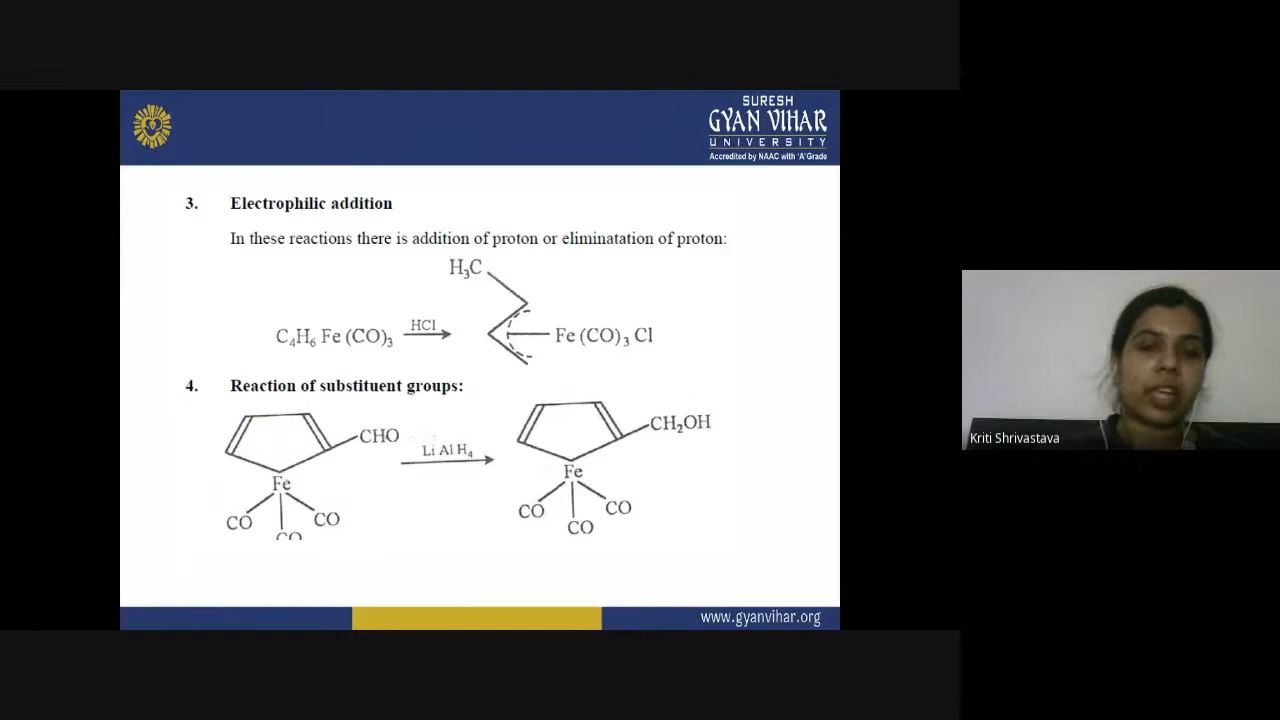 SURESH
GYAN VIHAR
UNIVERSITY
Accredited by NAAC with 'A' Grade
3. Electrophilic addition
In these reactions there is addition of proton or eliminatation of proton:
H₃C
C₄H₆ Fe (CO)₃ HCl Fe (CO)₃ Cl
4. Reaction of substituent groups:
CHO Li Al H₄ CH₂OH
Fe Fe
CO CO CO CO
CO CO
Kriti Shrivastava
www.gyanvihar.org